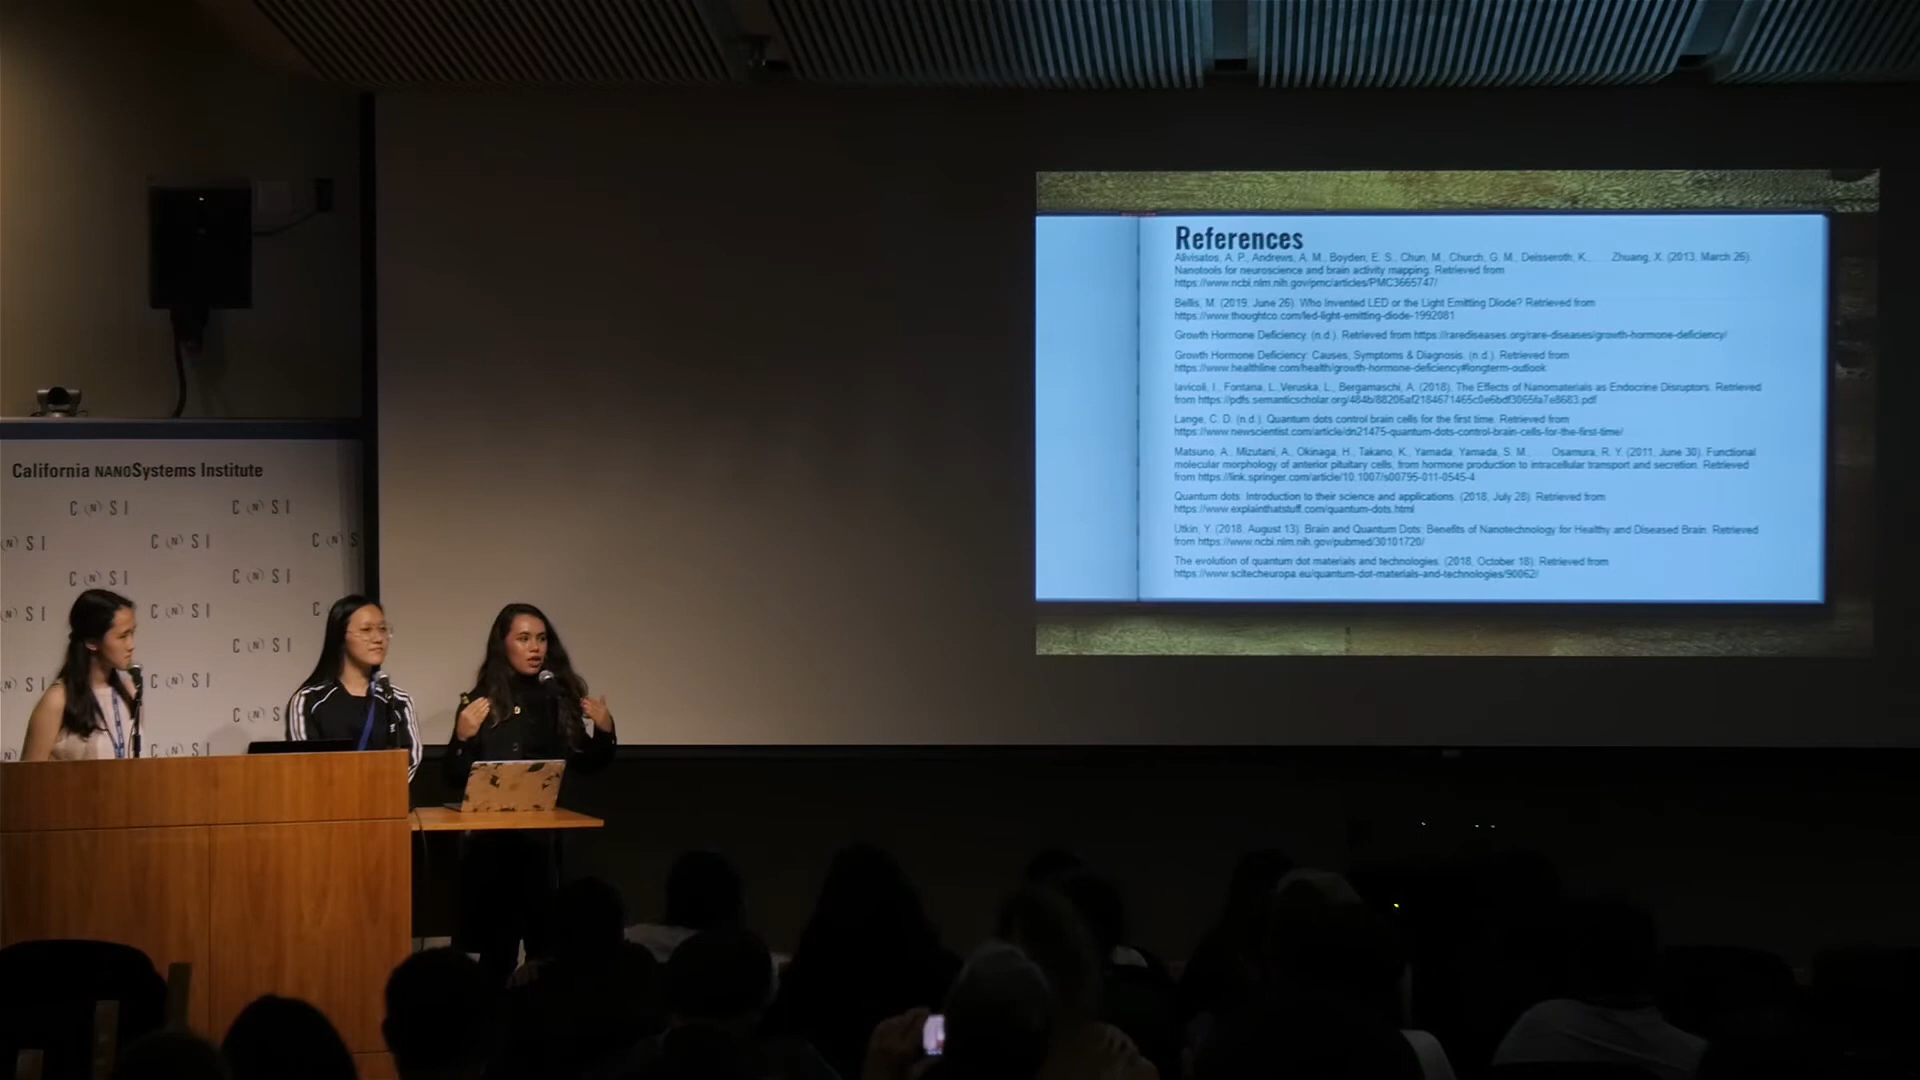 References
Alivisatos, A. P., Andrews, A. M., Boyden, E. S., Chun, M., Church, G. M., Deisseroth, K., … Zhuang, X. (2013, March 26).
Nanotools for neuroscience and brain activity mapping. Retrieved from
https://www.ncbi.nlm.nih.gov/pmc/articles/PMC3665747/
Bellis, M. (2019, June 26). Who Invented LED or the Light Emitting Diode? Retrieved from
https://www.thoughtco.com/led-light-emitting-diode-1992081
Growth Hormone Deficiency. (n.d.). Retrieved from https://rarediseases.org/rare-diseases/growth-hormone-deficiency/
Growth Hormone Deficiency: Causes, Symptoms & Diagnosis. (n.d.). Retrieved from
https://www.healthline.com/health/growth-hormone-deficiency#longterm-outlook
Iavicoli, I., Fontana, L., Veruska, L., Bergamaschi, A. (2018). The Effects of Nanomaterials as Endocrine Disruptors. Retrieved
from https://pdfs.semanticscholar.org/484b/88206af2184671465c0e6bdf3065fa7e8683.pdf
Lange, C. D. (n.d.). Quantum dots control brain cells for the first time. Retrieved from
https://www.newscientist.com/article/dn21475-quantum-dots-control-brain-cells-for-the-first-time/
Matsuno, A., Mizutani, A., Okinaga, H., Takano, K., Yamada, Yamada, S. M., … Osamura, R. Y. (2011, June 30). Functional
molecular morphology of anterior pituitary cells, from hormone production to intracellular transport and secretion. Retrieved
from https://link.springer.com/article/10.1007/s00795-011-0545-4
Quantum dots: Introduction to their science and applications. (2018, July 28). Retrieved from
https://www.explainthatstuff.com/quantum-dots.html
Utkin, Y. (2018, August 13). Brain and Quantum Dots: Benefits of Nanotechnology for Healthy and Diseased Brain. Retrieved
from https://www.ncbi.nlm.nih.gov/pubmed/30101720/
The evolution of quantum dot materials and technologies. (2018, October 18). Retrieved from
https://www.scitecheuropa.eu/quantum-dot-materials-and-technologies/90062/
California NANOSystems Institute
C (N) S I C (N) S I
(N) S I C (N) S I C (N) S
C (N) S I C (N) S I
(N) S I C (N) S I C
C (N) S I
(N) S I C (N) S I
C (N) S
(N) C (N) S I